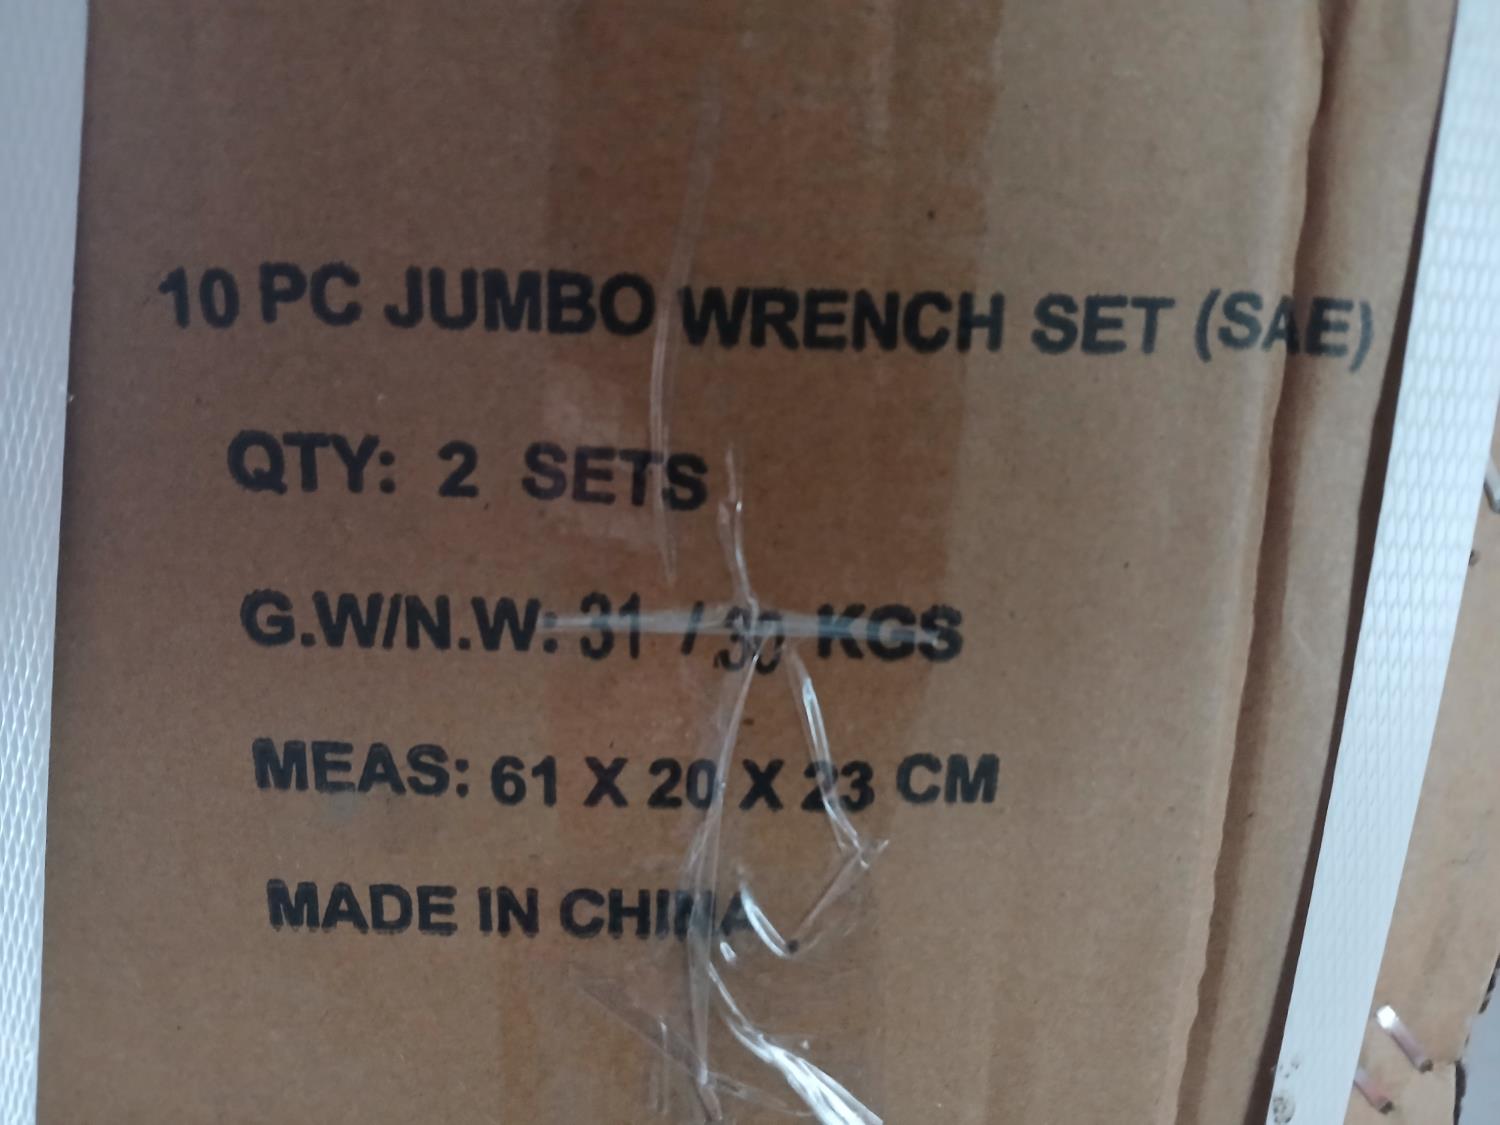 10 PC JUMBO WRENCH SET (SAE)
QTY: 2 SETS
G.W/N.W: 31 / 30 KGS
MEAS: 61 X 20 X 23 CM
MADE IN CHINA